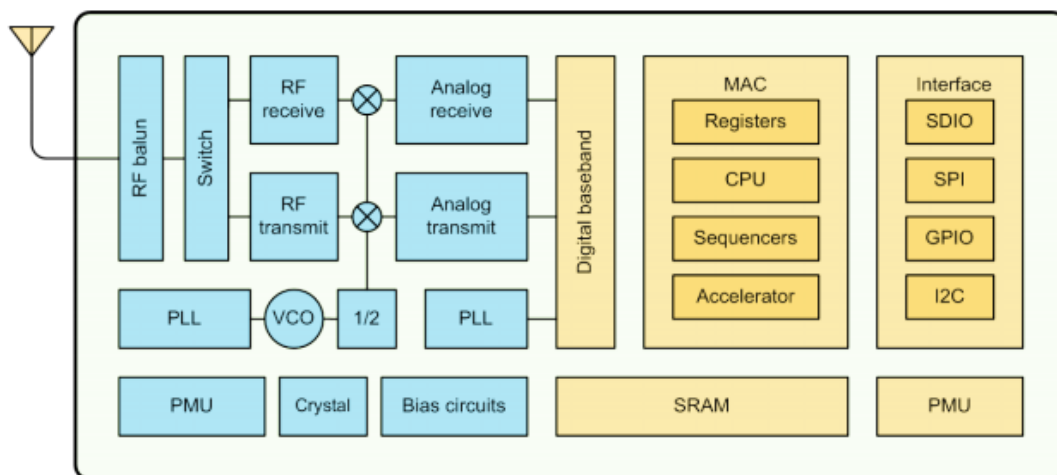 RF balun
Switch
RF
receive
Analog
receive
RF
transmit
Analog
transmit
PLL
VCO
1/2
PLL
Digital baseband
MAC
Registers
CPU
Sequencers
Accelerator
Interface
SDIO
SPI
GPIO
I2C
PMU
Crystal
Bias circuits
SRAM
PMU